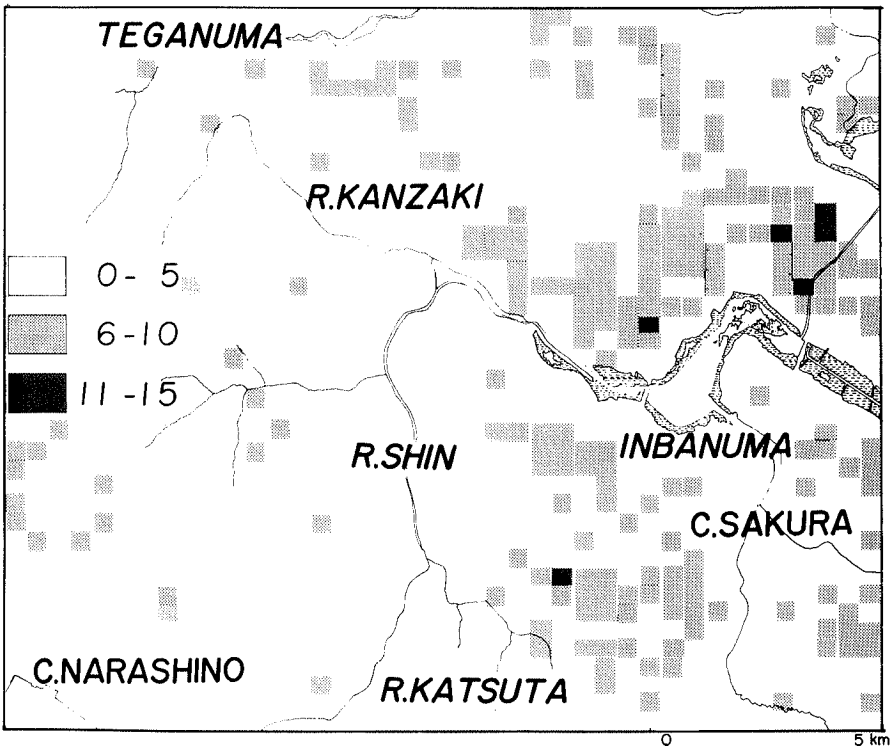 TEGANUMA
R.KANZAKI
0 - 5
6 - 10
11 - 15
R.SHIN
INBANUMA
C.SAKURA
C.NARASHINO
R.KATSUTA
0 5 km